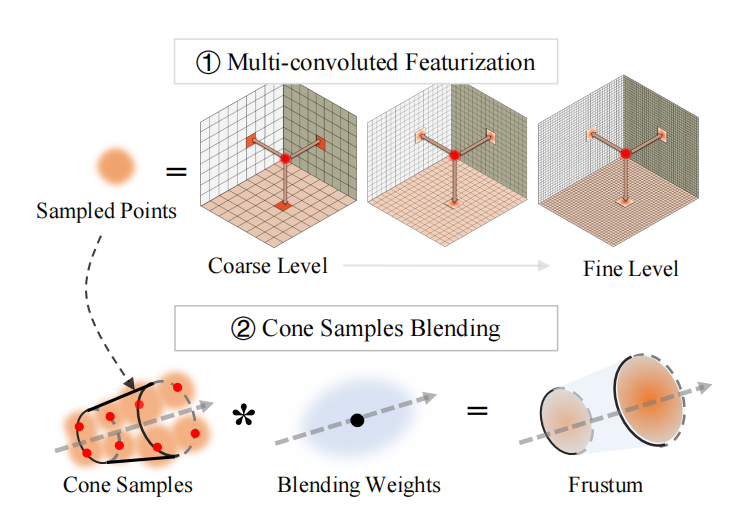 ① Multi-convoluted Featurization
=
Sampled Points
Coarse Level
Fine Level
② Cone Samples Blending
* =
Cone Samples
Blending Weights
Frustum